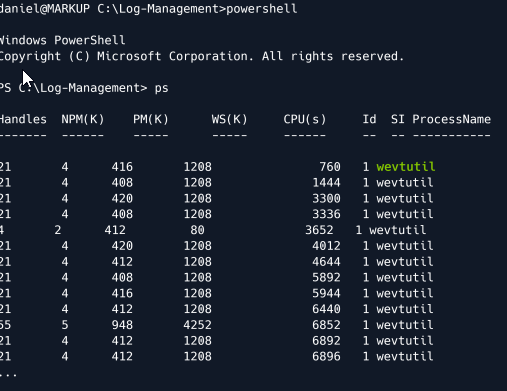 daniel@MARKUP C:\Log-Management>powershell
Windows PowerShell
Copyright (C) Microsoft Corporation. All rights reserved.
PS C:\Log-Management> ps
Handles NPM(K) PM(K) WS(K) CPU(s) Id SI ProcessName
------- ------ ----- ----- ------ -- -- -----------
21 4 416 1208 760 1 wevtutil
21 4 408 1208 1444 1 wevtutil
21 4 420 1208 3300 1 wevtutil
21 4 408 1208 3336 1 wevtutil
4 2 412 80 3652 1 wevtutil
21 4 420 1208 4012 1 wevtutil
21 4 412 1208 4644 1 wevtutil
21 4 408 1208 5892 1 wevtutil
21 4 416 1208 5944 1 wevtutil
21 4 412 1208 6440 1 wevtutil
55 5 948 4252 6852 1 wevtutil
21 4 412 1208 6892 1 wevtutil
21 4 412 1208 6896 1 wevtutil
...